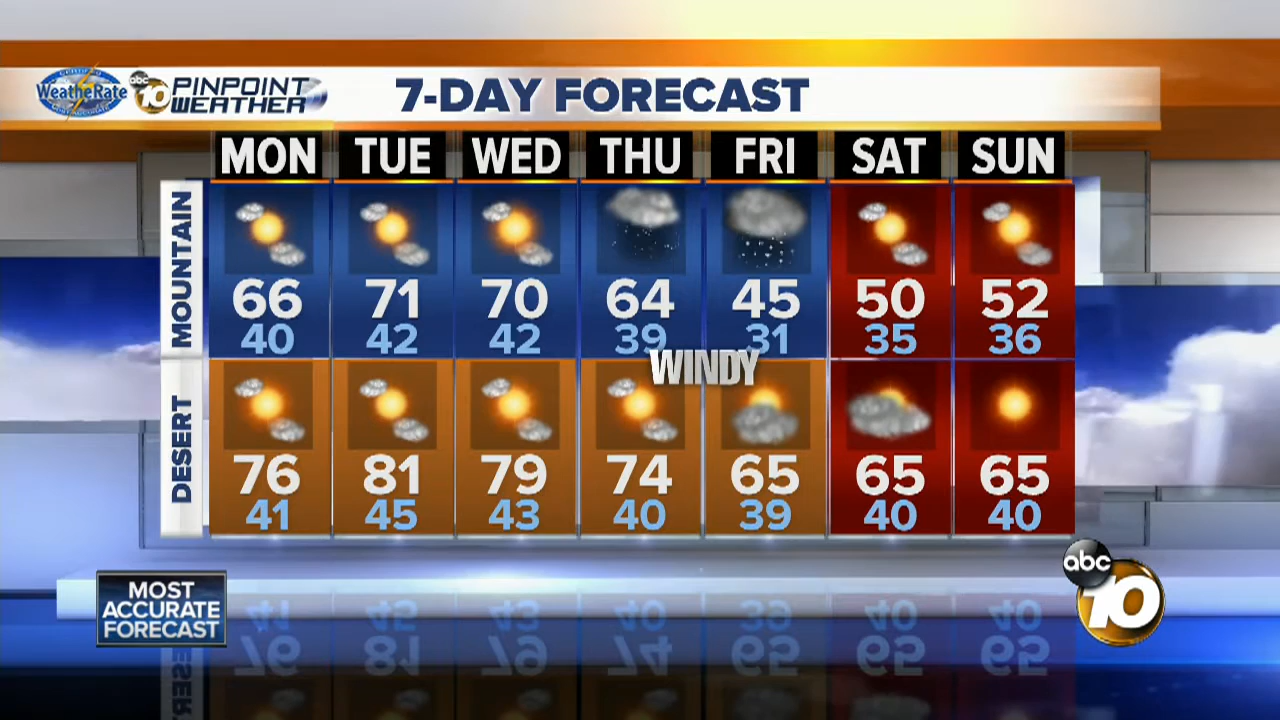 WeatheRate
abc 10 PINPOINT WEATHER
7-DAY FORECAST
MON TUE WED THU FRI SAT SUN
MOUNTAIN
66 71 70 64 45 50 52
40 42 42 39 31 35 36
WINDY
DESERT
76 81 79 74 65 65 65
41 45 43 40 39 40 40
MOST
ACCURATE
FORECAST
abc
10